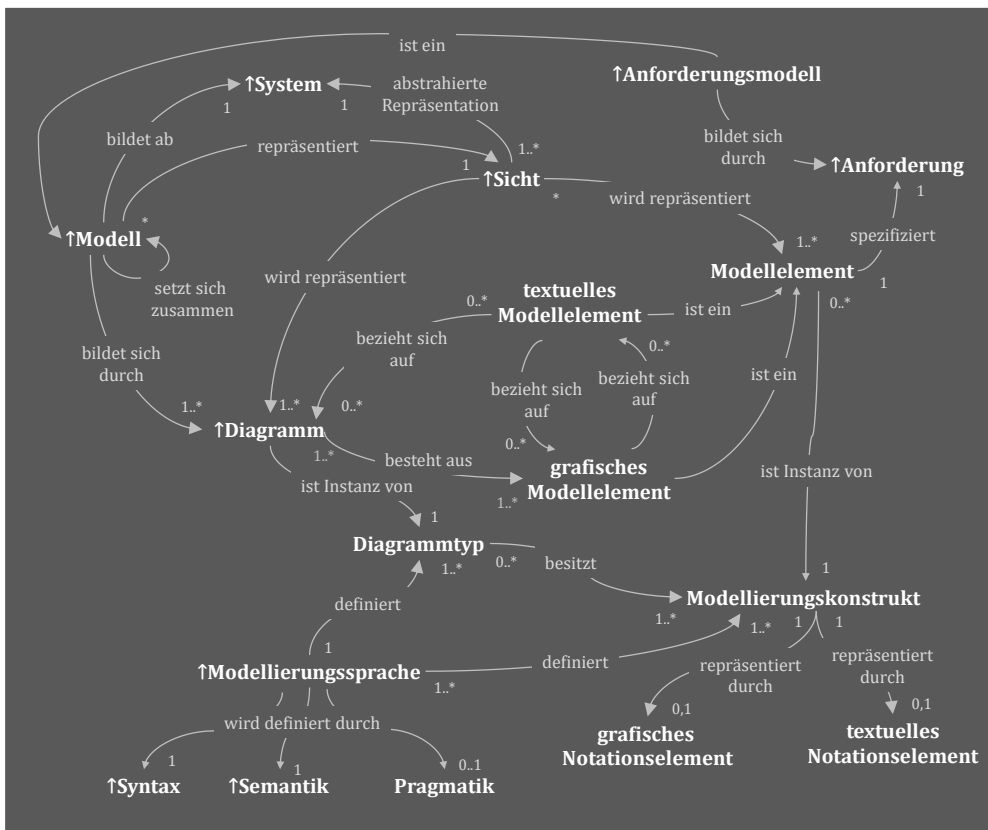 ist ein
↑System
abstrahierte
Repräsentation
↑Anforderungsmodell
1
1
bildet ab
repräsentiert
1..*
bildet sich
durch
1
↑Sicht
*
↑Anforderung
1
wird repräsentiert
*
↑Modell
1..*
spezifiziert
Modellelement
1
setzt sich
zusammen
wird repräsentiert
0..*
textuelles
Modellelement
ist ein
0..*
bezieht sich
auf
bildet sich
durch
0..*
bezieht sich
auf
bezieht sich
auf
ist ein
1..*
1..*
0..*
↑Diagramm
1..*
0..*
besteht aus
grafisches
Modellelement
ist Instanz von
1..*
ist Instanz von
1
Diagrammtyp
1..*
0..*
besitzt
1
Modellierungskonstrukt
definiert
1..*
1..*
1
1
1
↑Modellierungssprache
1..*
definiert
repräsentiert
durch
repräsentiert
durch
wird definiert durch
0,1
0,1
grafisches
Notationselement
textuelles
Notationselement
1
1
0..1
↑Syntax
↑Semantik
Pragmatik